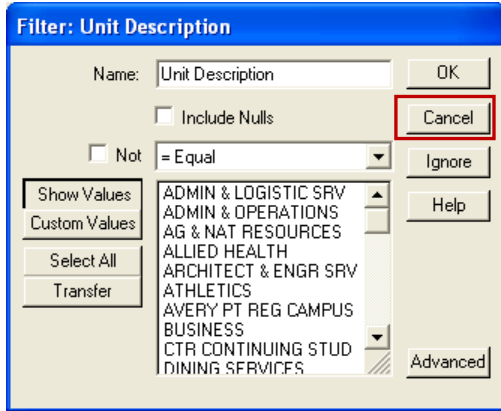 Filter: Unit Description
Name: Unit Description OK
Include Nulls Cancel
Not = Equal Ignore
Show Values
Custom Values
Select All
Transfer
ADMIN & LOGISTIC SRV
ADMIN & OPERATIONS
AG & NAT RESOURCES
ALLIED HEALTH
ARCHITECT & ENGR SRV
ATHLETICS
AVERY PT REG CAMPUS
BUSINESS
CTR CONTINUING STUD
DINING SERVICES
Help
Advanced